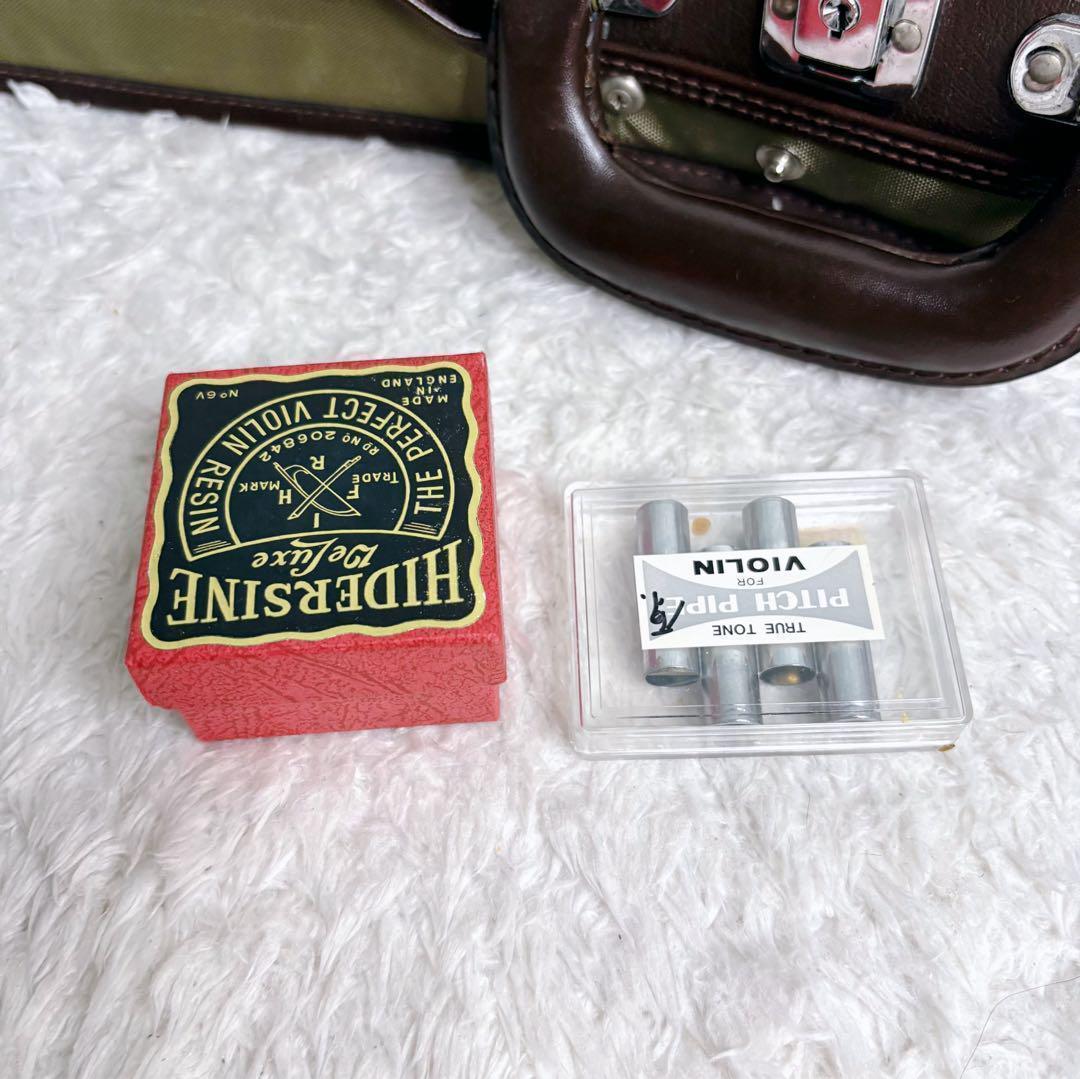 HIDERSINE
DeLuxe
TRADE MARK
H I F R
RD NO 206842
THE PERFECT VIOLIN RESIN
MADE
IN
ENGLAND
Nº 6V
TRUE TONE
PITCH PIPE
FOR
VIOLIN